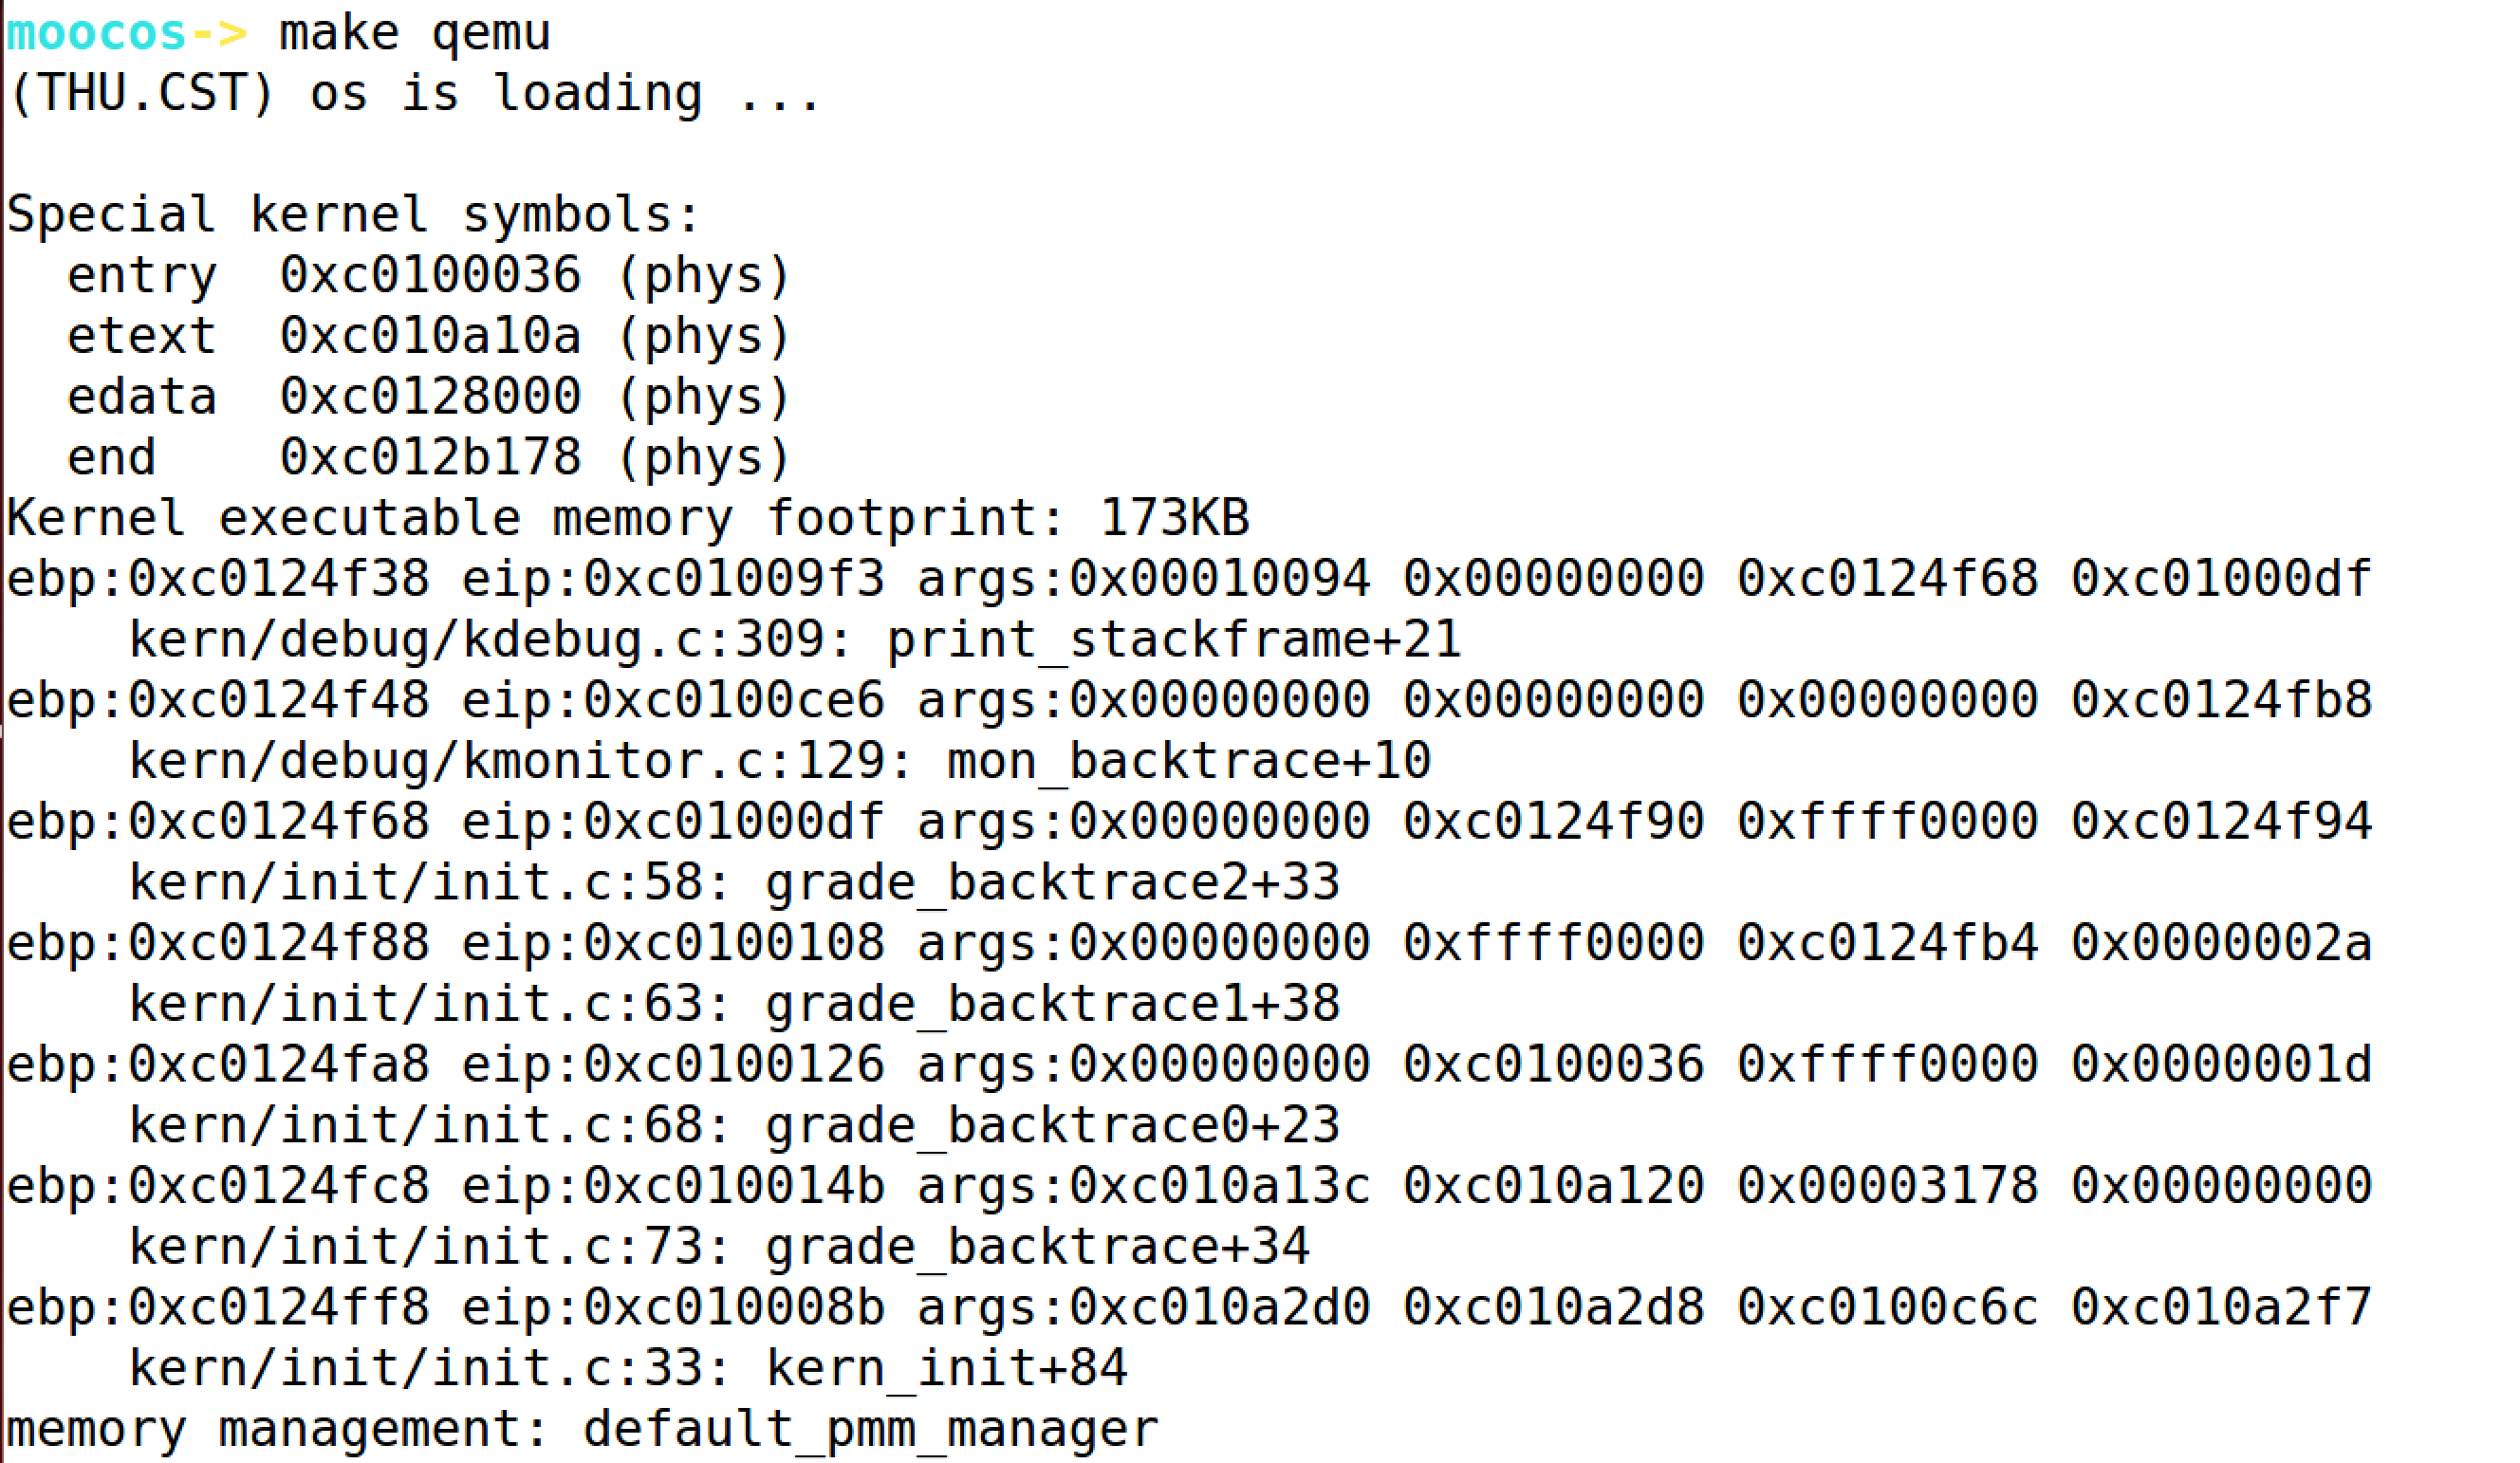 moocos-> make qemu
(THU.CST) os is loading ...
Special kernel symbols:
  entry  0xc0100036 (phys)
  etext  0xc010a10a (phys)
  edata  0xc0128000 (phys)
  end    0xc012b178 (phys)
Kernel executable memory footprint: 173KB
ebp:0xc0124f38 eip:0xc01009f3 args:0x00010094 0x00000000 0xc0124f68 0xc01000df
    kern/debug/kdebug.c:309: print_stackframe+21
ebp:0xc0124f48 eip:0xc0100ce6 args:0x00000000 0x00000000 0x00000000 0xc0124fb8
    kern/debug/kmonitor.c:129: mon_backtrace+10
ebp:0xc0124f68 eip:0xc01000df args:0x00000000 0xc0124f90 0xffff0000 0xc0124f94
    kern/init/init.c:58: grade_backtrace2+33
ebp:0xc0124f88 eip:0xc0100108 args:0x00000000 0xffff0000 0xc0124fb4 0x0000002a
    kern/init/init.c:63: grade_backtrace1+38
ebp:0xc0124fa8 eip:0xc0100126 args:0x00000000 0xc0100036 0xffff0000 0x0000001d
    kern/init/init.c:68: grade_backtrace0+23
ebp:0xc0124fc8 eip:0xc010014b args:0xc010a13c 0xc010a120 0x00003178 0x00000000
    kern/init/init.c:73: grade_backtrace+34
ebp:0xc0124ff8 eip:0xc010008b args:0xc010a2d0 0xc010a2d8 0xc0100c6c 0xc010a2f7
    kern/init/init.c:33: kern_init+84
memory management: default_pmm_manager